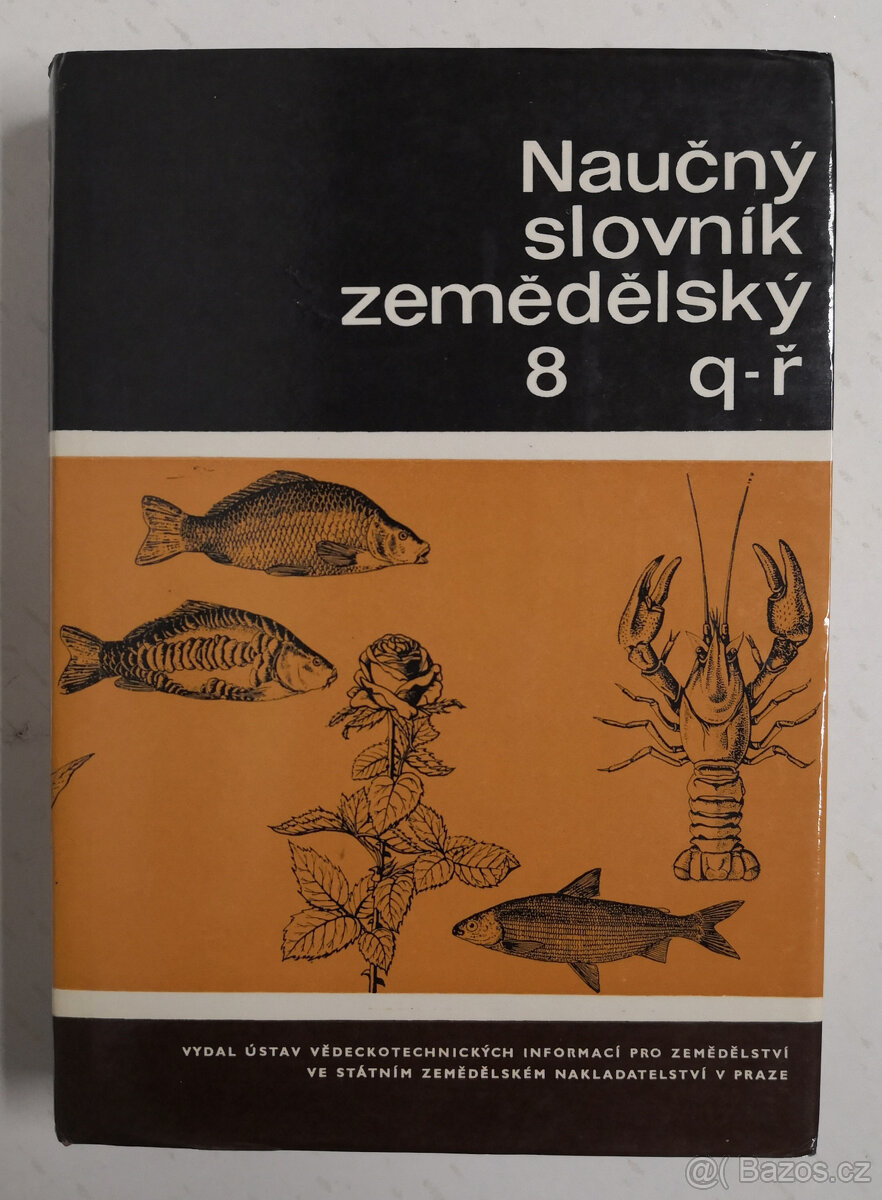 Naučný
slovník
zemědělský
8 q-ř
VYDAL ÚSTAV VĚDECKOTECHNICKÝCH INFORMACÍ PRO ZEMĚDĚLSTVÍ
VE STÁTNÍM ZEMĚDĚLSKÉM NAKLADATELSTVÍ V PRAZE
@( Bazos.cz